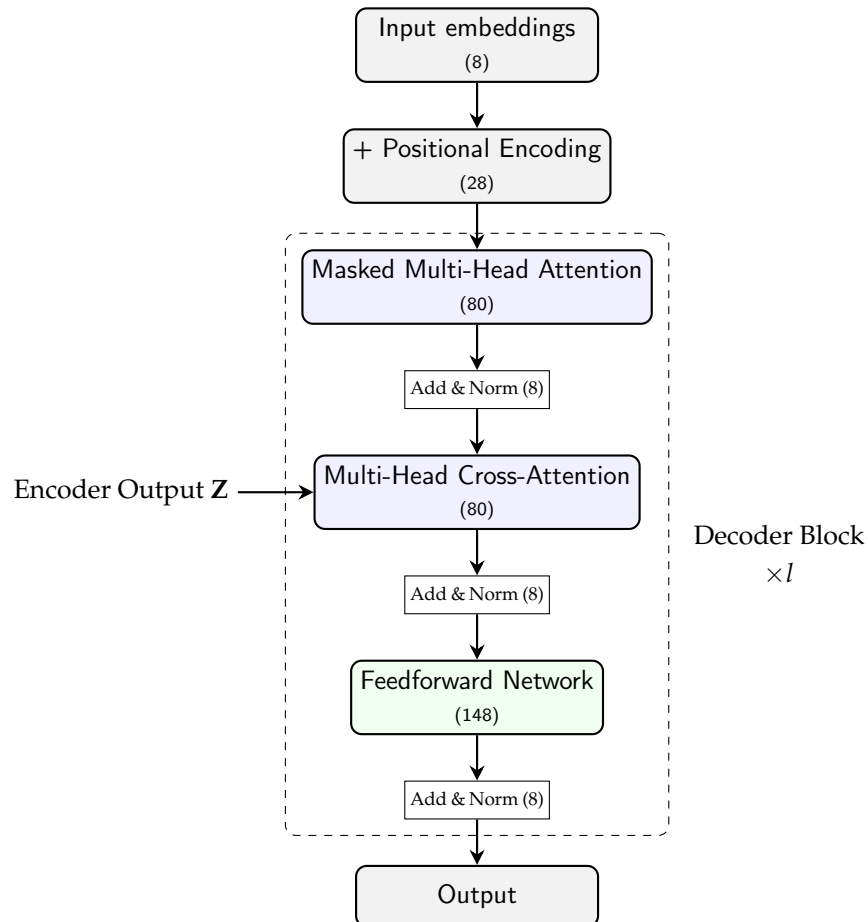 Input embeddings
(8)
+ Positional Encoding
(28)
Masked Multi-Head Attention
(80)
Add & Norm (8)
Multi-Head Cross-Attention
(80)
Encoder Output Z
Add & Norm (8)
Decoder Block
×l
Feedforward Network
(148)
Add & Norm (8)
Output